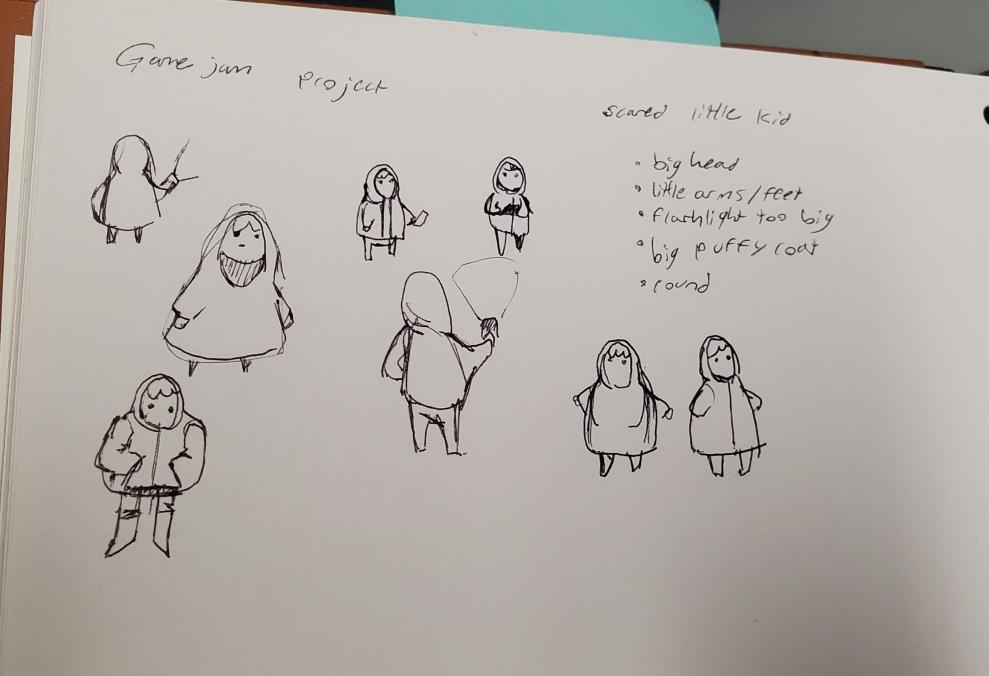 Game jam project
scared little kid
• big head
• little arms/feet
• flashlight too big
• big puffy coat
• round